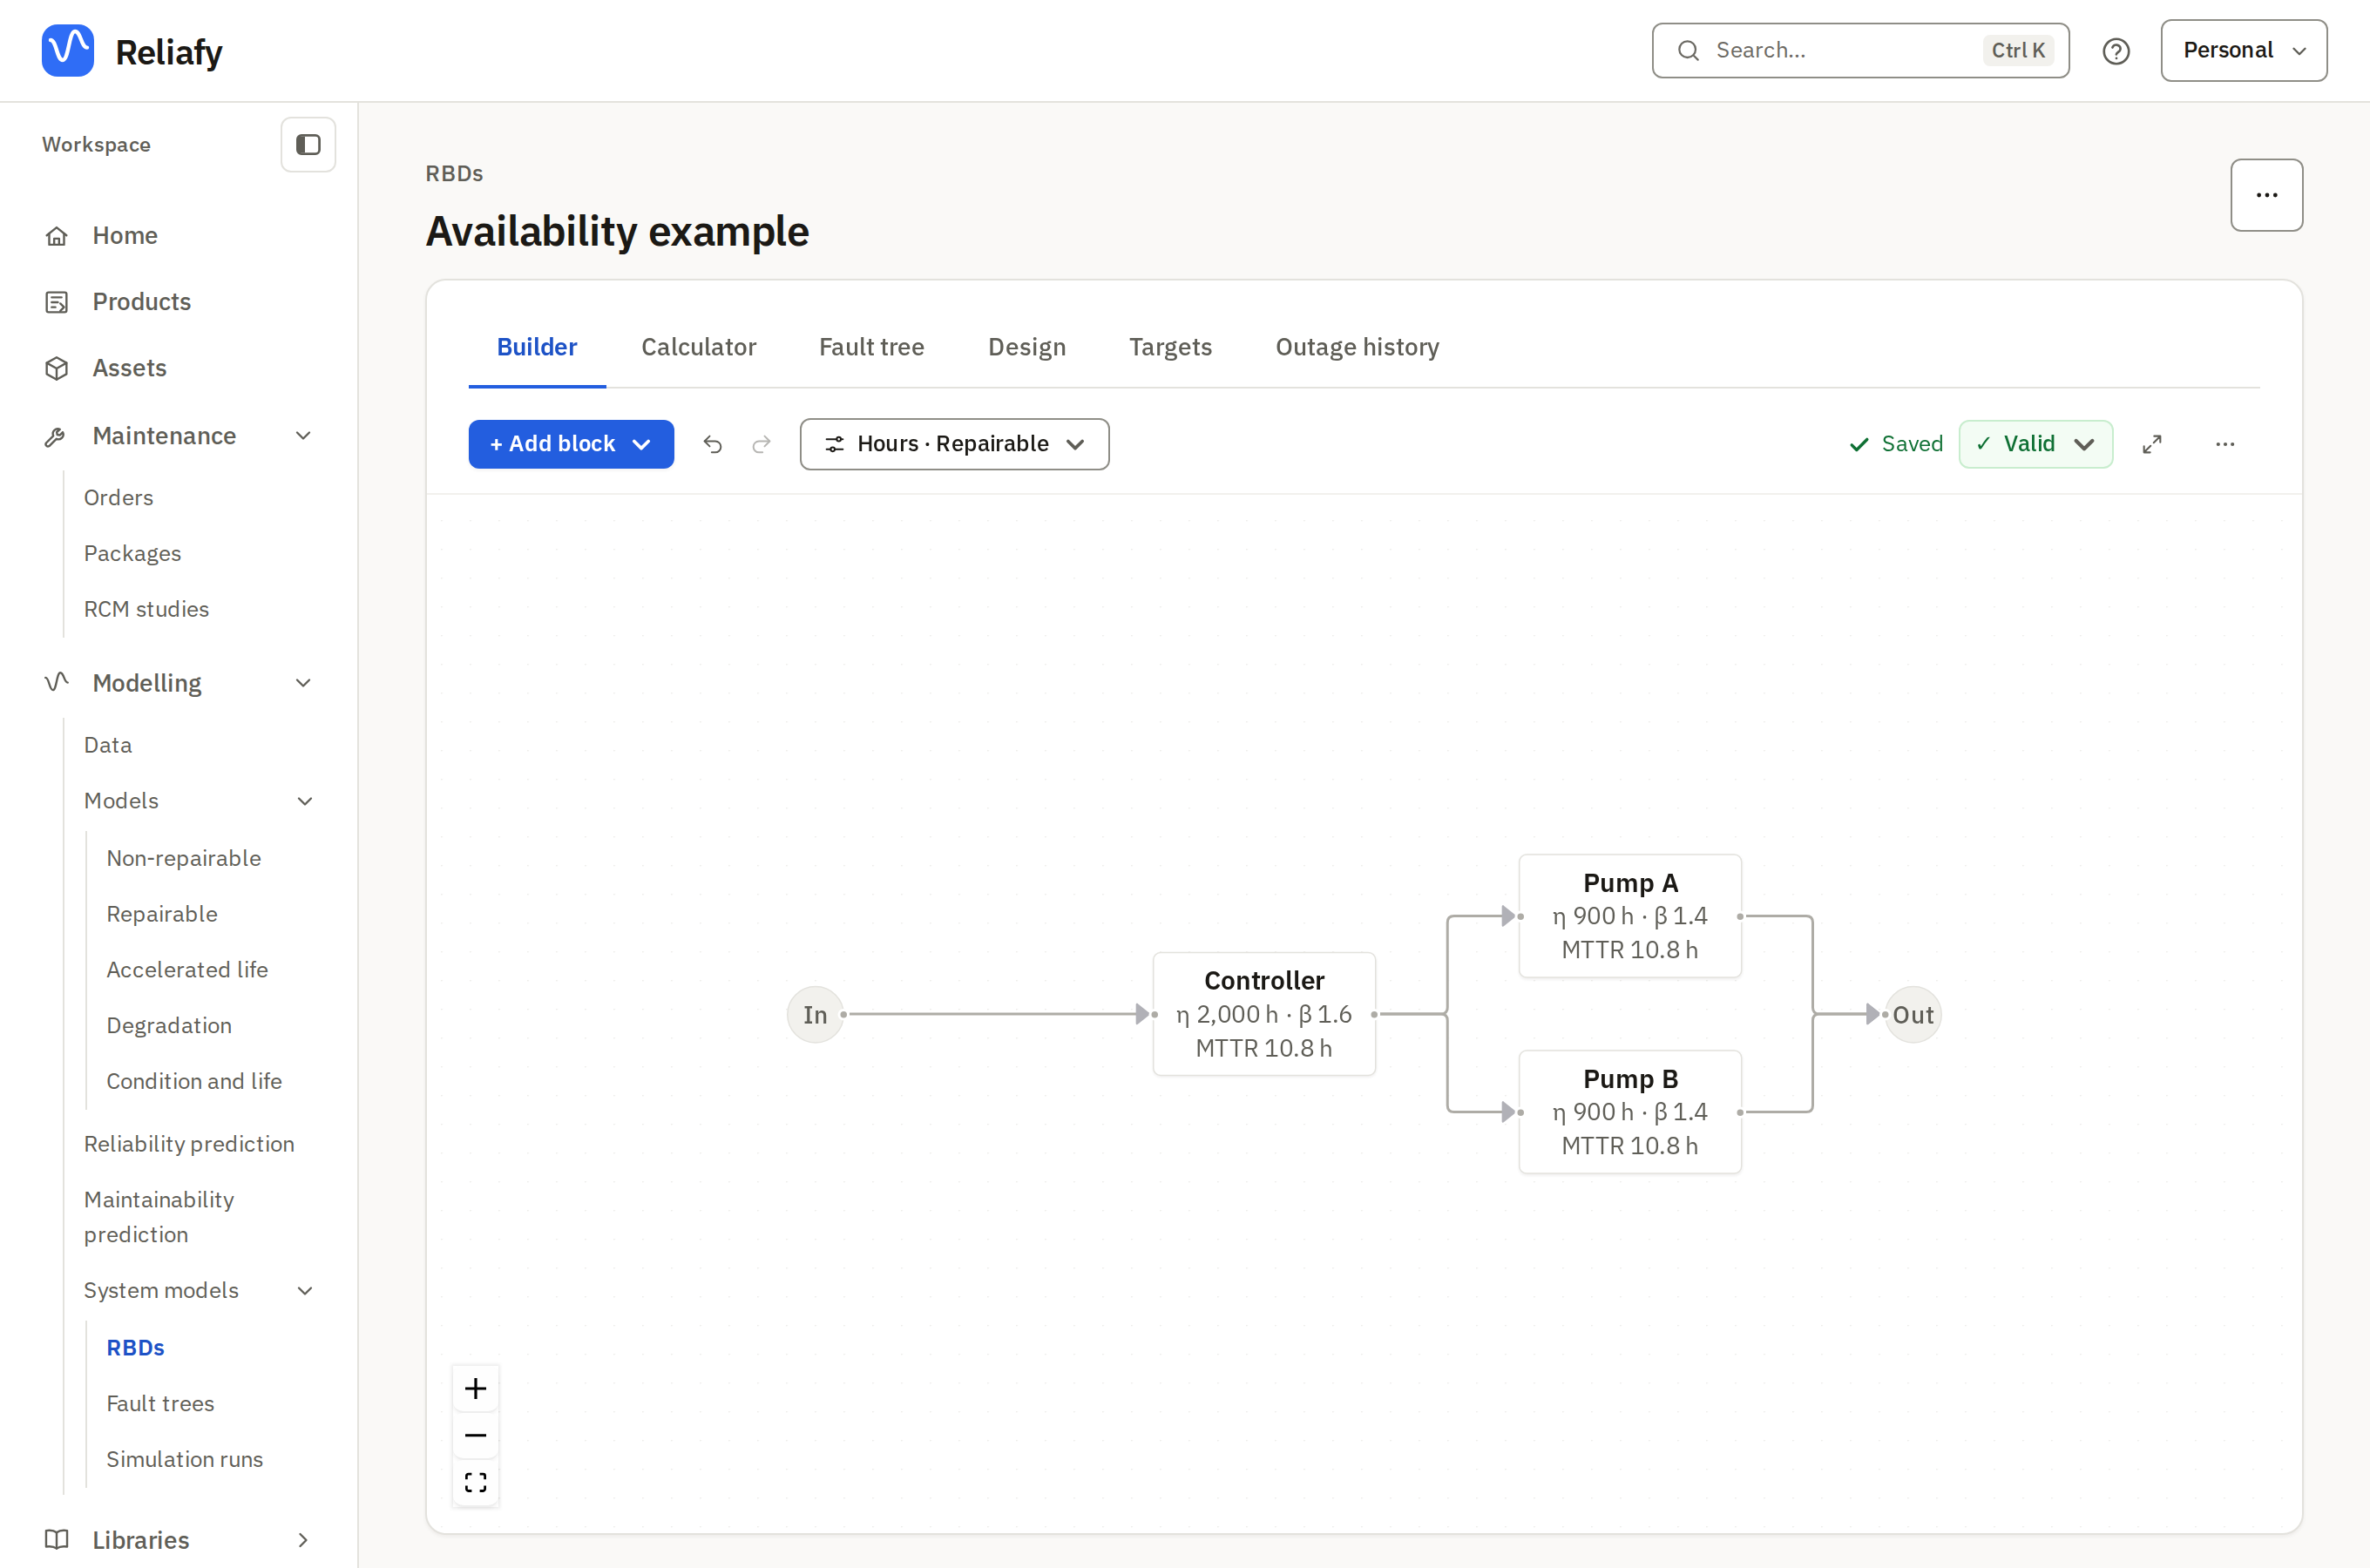 Reliafy
Search...
Ctrl K
Personal
Workspace
Home
Products
Assets
Maintenance
Orders
Packages
RCM studies
Modelling
Data
Models
Non-repairable
Repairable
Accelerated life
Degradation
Condition and life
Reliability prediction
Maintainability
prediction
System models
RBDs
Fault trees
Simulation runs
Libraries
RBDs
Availability example
Builder
Calculator
Fault tree
Design
Targets
Outage history
+ Add block
Hours · Repairable
Saved
✓ Valid
In
Controller
η 2,000 h · β 1.6
MTTR 10.8 h
Pump A
η 900 h · β 1.4
MTTR 10.8 h
Pump B
η 900 h · β 1.4
MTTR 10.8 h
Out